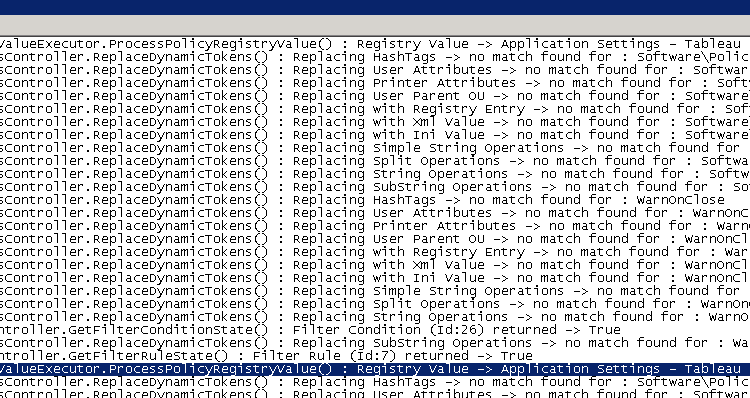 ValueExecutor.ProcessPolicyRegistryValue() : Registry Value -> Application Settings - Tableau
sController.ReplaceDynamicTokens() : Replacing HashTags -> no match found for : Software\Polic
sController.ReplaceDynamicTokens() : Replacing User Attributes -> no match found for : Softwar
sController.ReplaceDynamicTokens() : Replacing Printer Attributes -> no match found for : Soft
sController.ReplaceDynamicTokens() : Replacing User Parent OU -> no match found for : Software
sController.ReplaceDynamicTokens() : Replacing with Registry Entry -> no match found for : Sof
sController.ReplaceDynamicTokens() : Replacing with Xml Value -> no match found for : Software
sController.ReplaceDynamicTokens() : Replacing with Ini Value -> no match found for : Software
sController.ReplaceDynamicTokens() : Replacing Simple String Operations -> no match found for
sController.ReplaceDynamicTokens() : Replacing Split Operations -> no match found for : Softwa
sController.ReplaceDynamicTokens() : Replacing String Operations -> no match found for : Softw
sController.ReplaceDynamicTokens() : Replacing SubString Operations -> no match found for : So
sController.ReplaceDynamicTokens() : Replacing HashTags -> no match found for : WarnOnClose
sController.ReplaceDynamicTokens() : Replacing User Attributes -> no match found for : WarnOnC
sController.ReplaceDynamicTokens() : Replacing Printer Attributes -> no match found for : Warn
sController.ReplaceDynamicTokens() : Replacing User Parent OU -> no match found for : WarnOnCl
sController.ReplaceDynamicTokens() : Replacing with Registry Entry -> no match found for : War
sController.ReplaceDynamicTokens() : Replacing with Xml Value -> no match found for : WarnOnCl
sController.ReplaceDynamicTokens() : Replacing with Ini Value -> no match found for : WarnOnCl
sController.ReplaceDynamicTokens() : Replacing Simple String Operations -> no match found for
sController.ReplaceDynamicTokens() : Replacing Split Operations -> no match found for : WarnOn
sController.ReplaceDynamicTokens() : Replacing String Operations -> no match found for : WarnO
ntroller.GetFilterConditionState() : Filter Condition (Id:26) returned -> True
sController.ReplaceDynamicTokens() : Replacing SubString Operations -> no match found for : Wa
ntroller.GetFilterRuleState() : Filter Rule (Id:7) returned -> True
ValueExecutor.ProcessPolicyRegistryValue() : Registry Value -> Application Settings - Tableau
sController.ReplaceDynamicTokens() : Replacing HashTags -> no match found for : Software\Polic
sController.ReplaceDynamicTokens() : Replacing User Attributes -> no match found for : Softwar